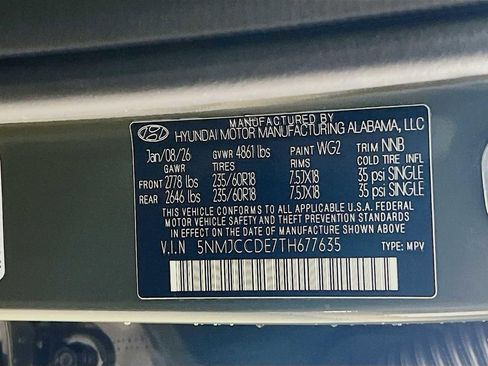 MANUFACTURED BY
HYUNDAI MOTOR MANUFACTURING ALABAMA, LLC
Jan/08/26 GVWR 4861 lbs PAINT WG2 TRIM NNB
GAWR TIRES RIMS COLD TIRE INFL
FRONT 2778 lbs 235/60R18 7.5JX18 35 psi SINGLE
REAR 2646 lbs 235/60R18 7.5JX18 35 psi SINGLE
THIS VEHICLE CONFORMS TO ALL APPLICABLE U.S.A. FEDERAL
MOTOR VEHICLE SAFETY AND THEFT PREVENTION STANDARDS
IN EFFECT ON THE DATE OF MANUFACTURE SHOWN ABOVE.
V.I.N 5NMJCCDE7TH677635 TYPE: MPV